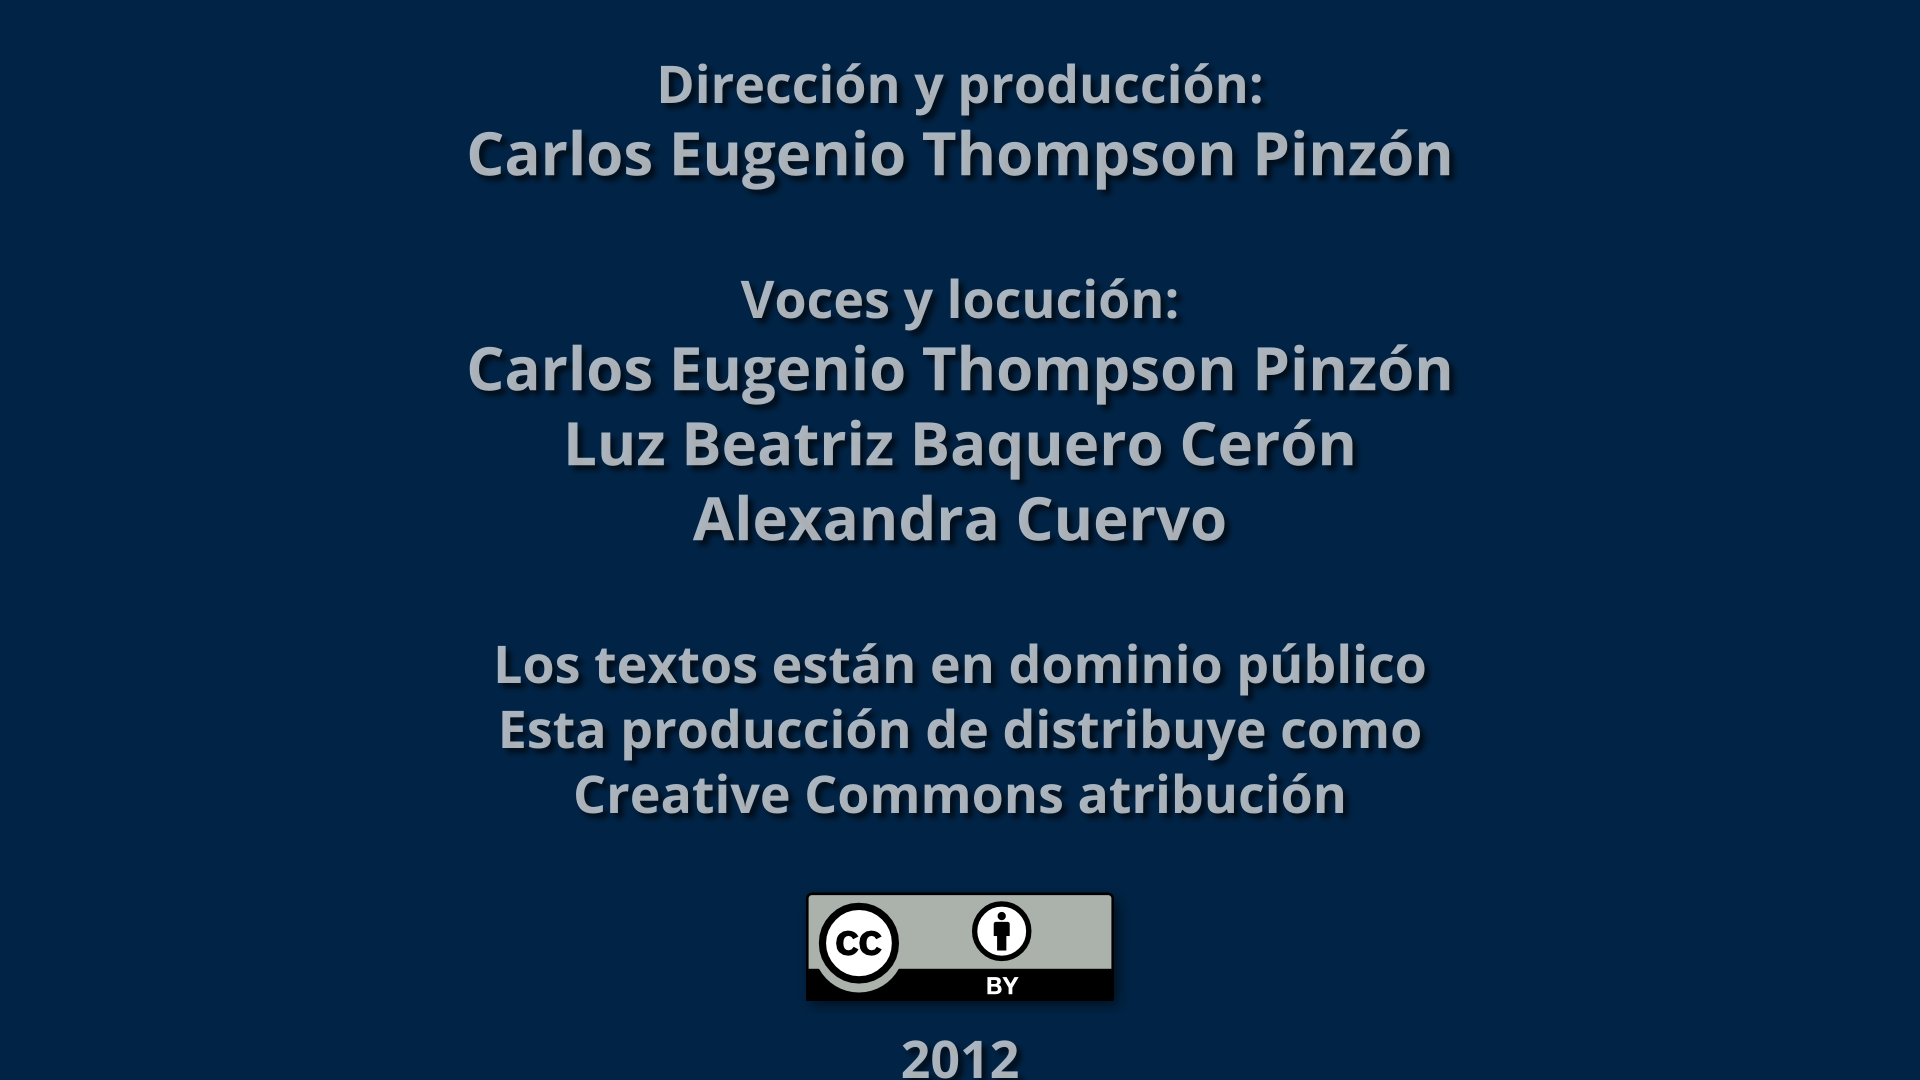 Dirección y producción:
Carlos Eugenio Thompson Pinzón
Voces y locución:
Carlos Eugenio Thompson Pinzón
Luz Beatriz Baquero Cerón
Alexandra Cuervo
Los textos están en dominio público
Esta producción de distribuye como
Creative Commons atribución
cc
BY
2012